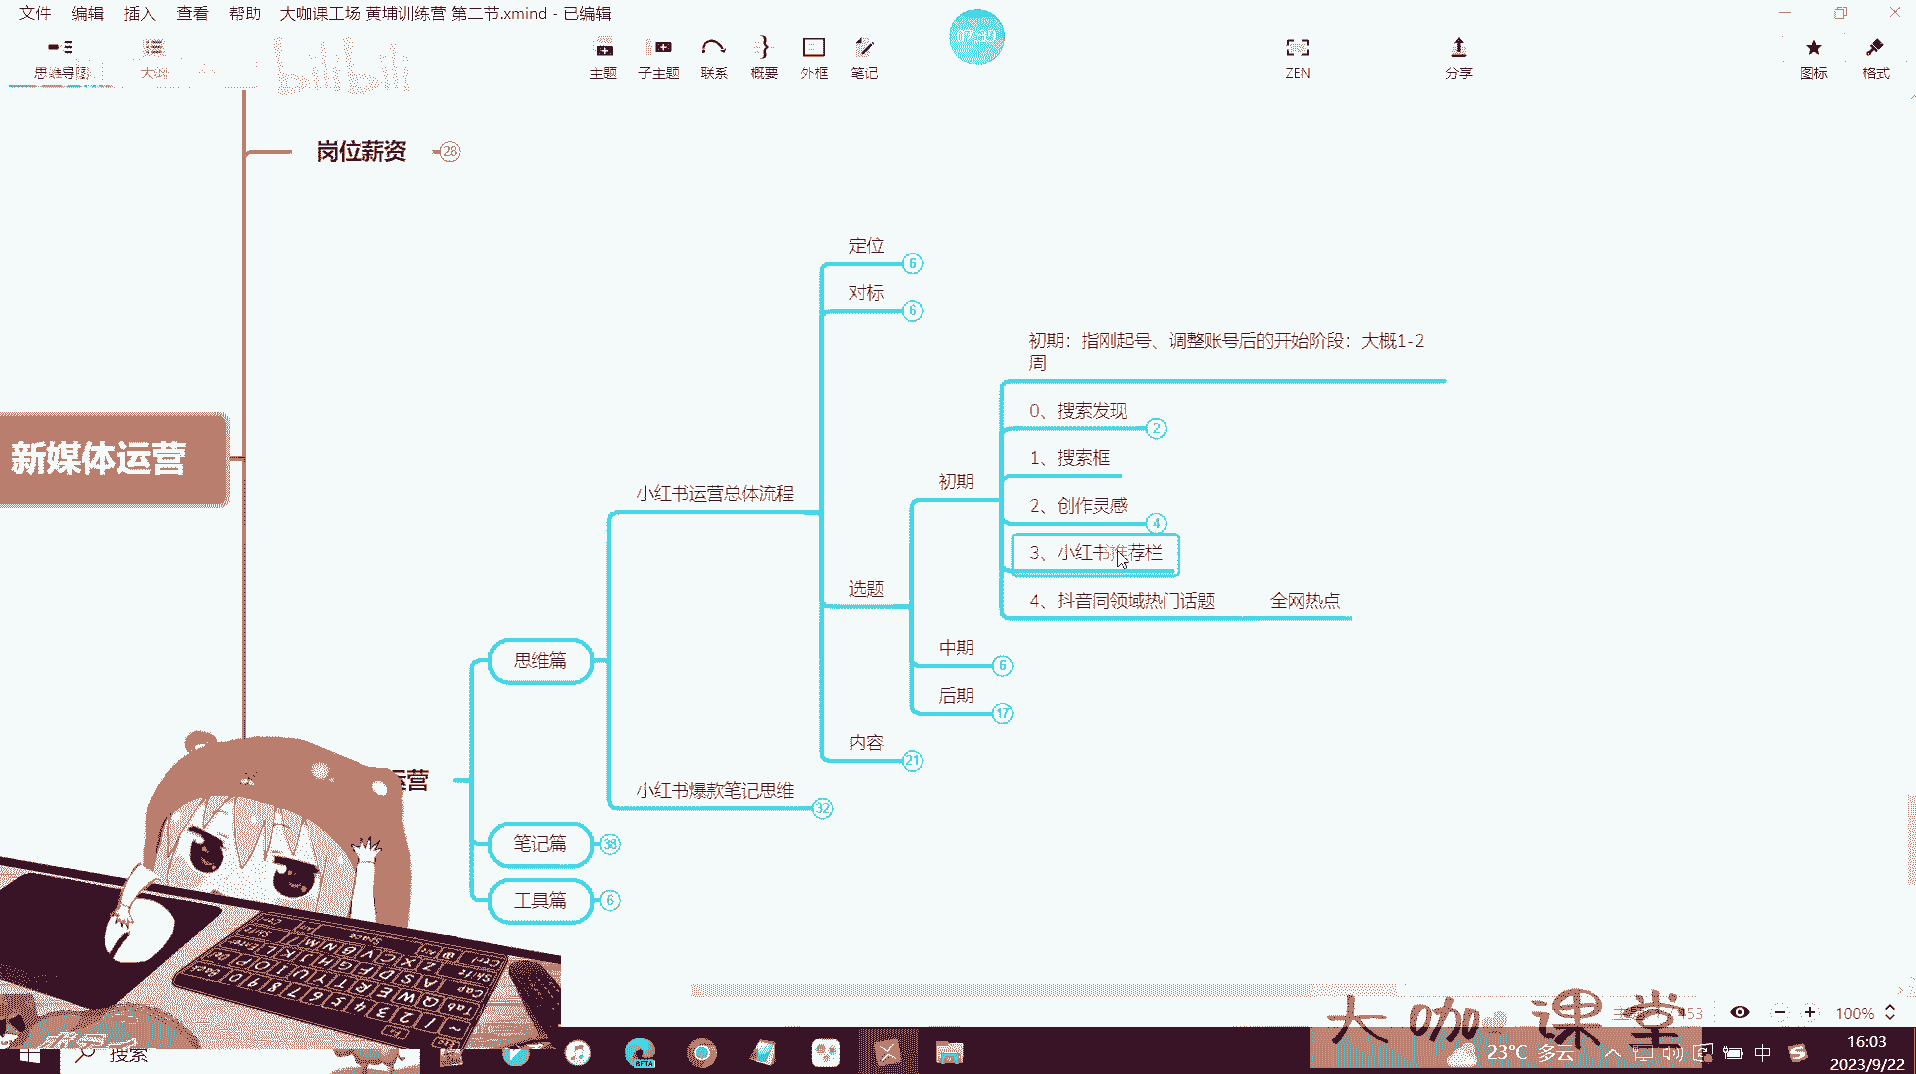 文件 编辑 插入 查看 帮助 大咖课工场 黄埔训练营 第二节.xmind - 已编辑
思维导图 大纲 主题 子主题 联系 概要 外框 笔记 ZEN 分享 图标 格式
bilibili
岗位薪资 28
定位 6
对标 6
初期：指刚起号、调整账号后的开始阶段：大概1-2
周
0、搜索发现 2
1、搜索框
新媒体运营
初期
小红书运营总体流程
2、创作灵感 4
3、小红书推荐栏
选题
4、抖音同领域热门话题 全网热点
中期 6
思维篇
后期 17
内容 21
运营
小红书爆款笔记思维 32
笔记篇 38
工具篇 6
453
100%
大咖课堂
搜索
BETA
23°C 多云
中
16:03
2023/9/22